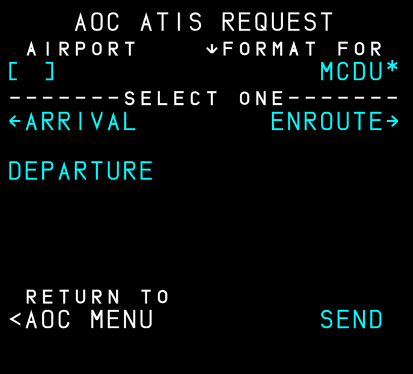 AOC ATIS REQUEST
AIRPORT ↓FORMAT FOR
[ ] MCDU*
-------SELECT ONE-------
←ARRIVAL ENROUTE→
DEPARTURE
RETURN TO
<AOC MENU SEND